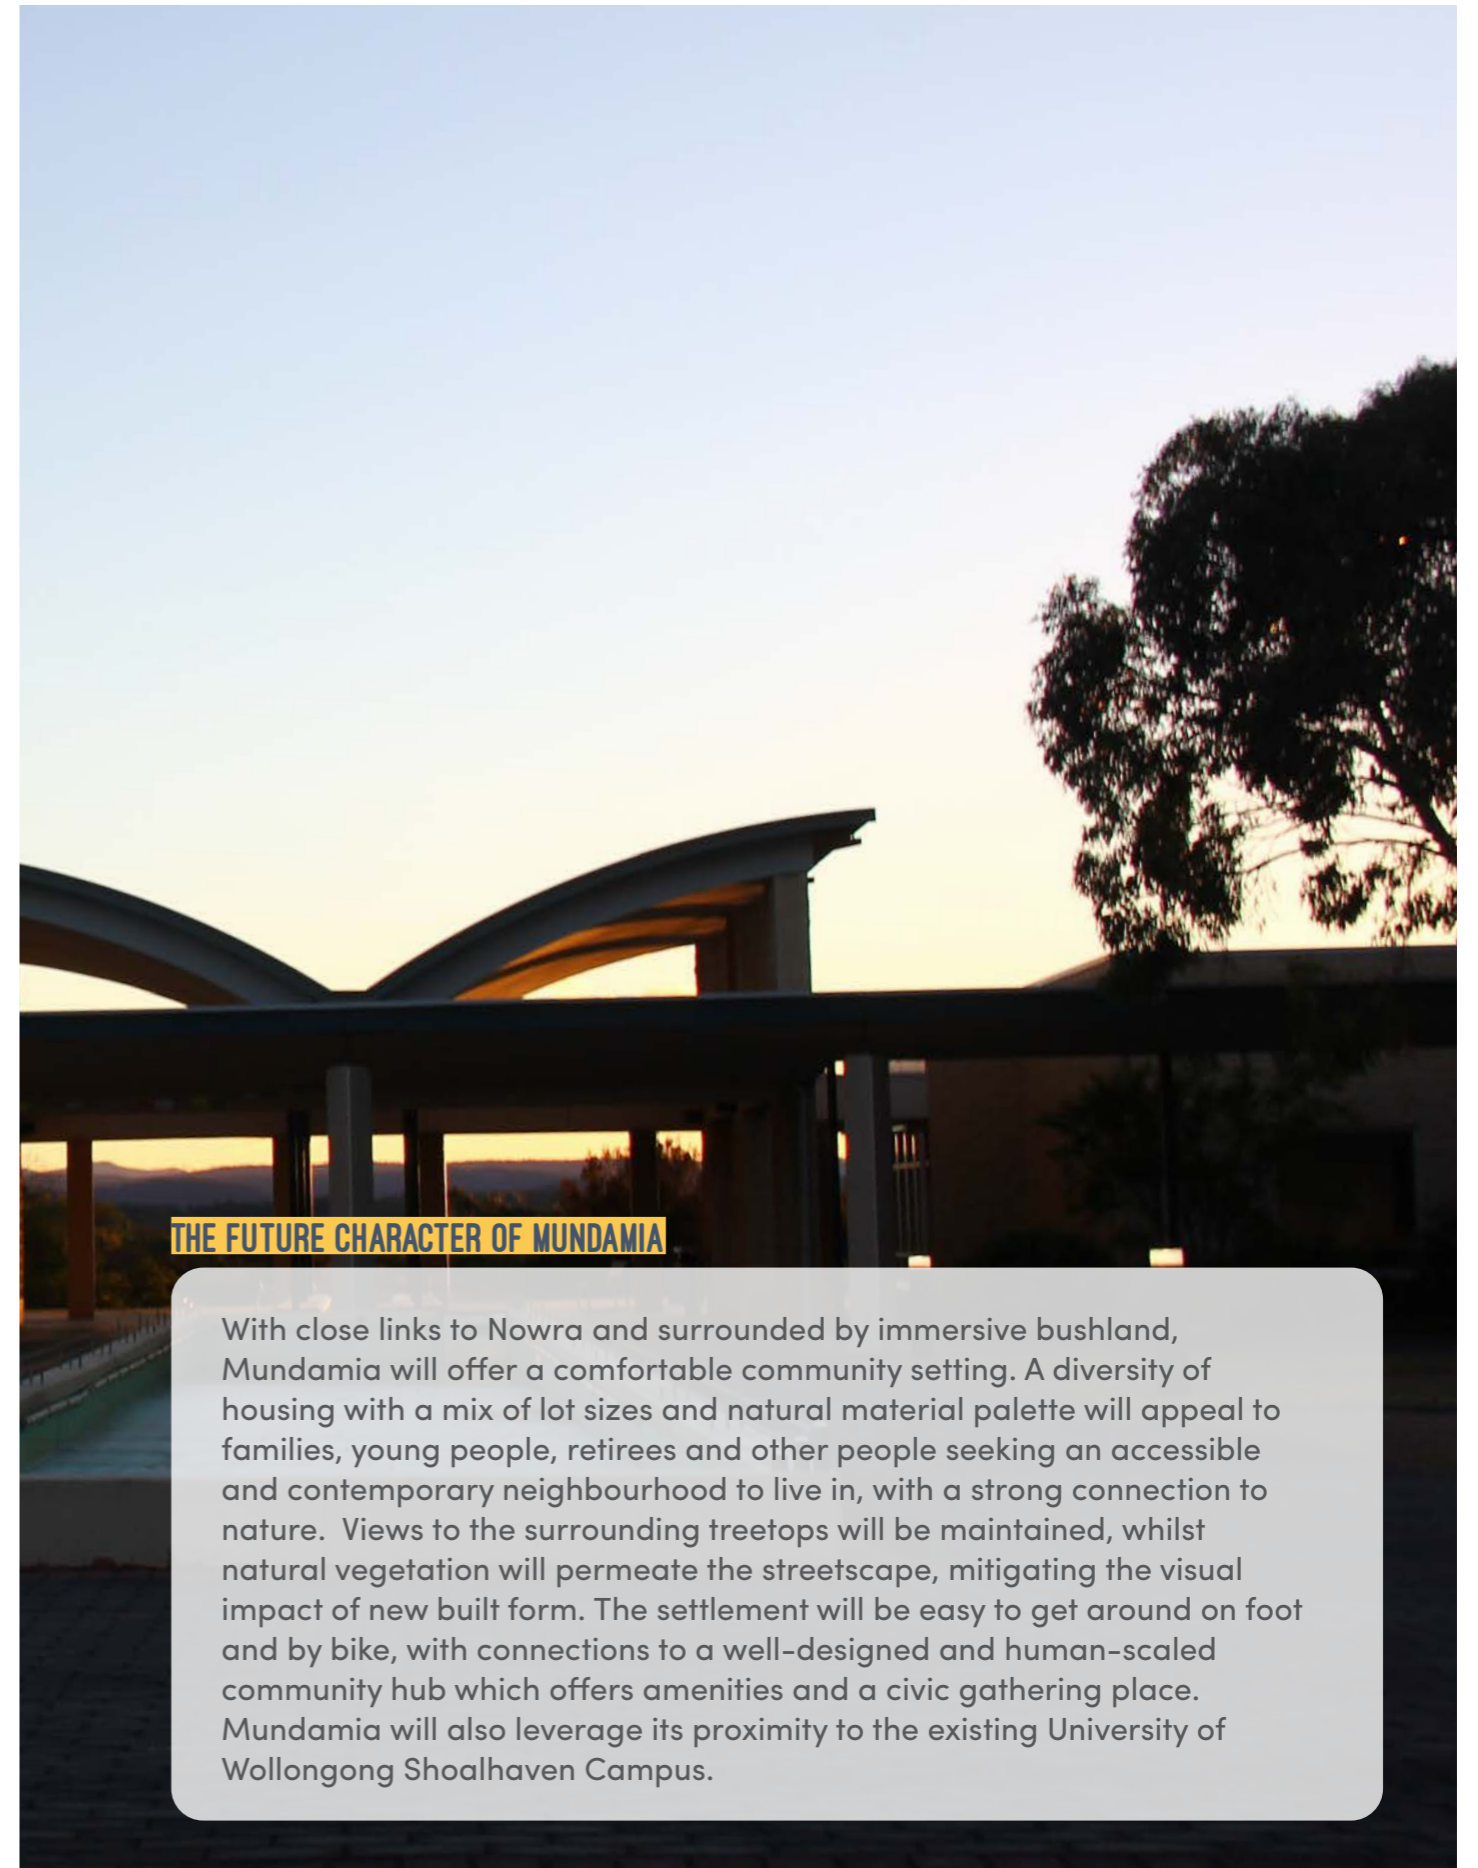 THE FUTURE CHARACTER OF MUNDAMIA
With close links to Nowra and surrounded by immersive bushland,
Mundamia will offer a comfortable community setting. A diversity of
housing with a mix of lot sizes and natural material palette will appeal to
families, young people, retirees and other people seeking an accessible
and contemporary neighbourhood to live in, with a strong connection to
nature.  Views to the surrounding treetops will be maintained, whilst
natural vegetation will permeate the streetscape, mitigating the visual
impact of new built form. The settlement will be easy to get around on foot
and by bike, with connections to a well-designed and human-scaled
community hub which offers amenities and a civic gathering place.
Mundamia will also leverage its proximity to the existing University of
Wollongong Shoalhaven Campus.